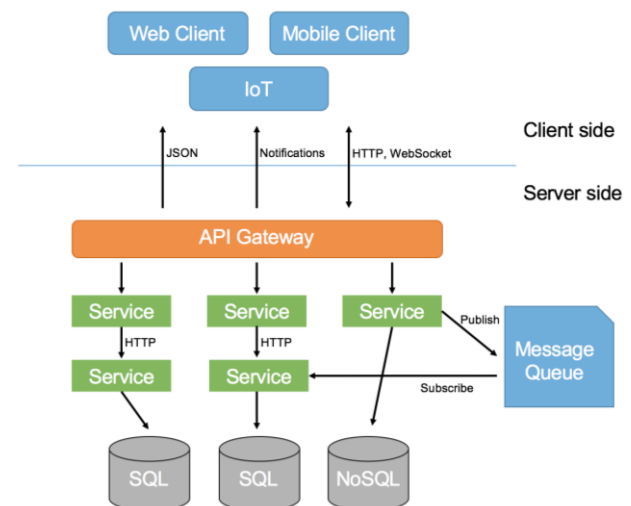 Web Client
Mobile Client
IoT
Client side
JSON
Notifications
HTTP, WebSocket
Server side
API Gateway
Service
Service
Service
Publish
HTTP
HTTP
Message
Queue
Service
Service
Subscribe
SQL
SQL
NoSQL